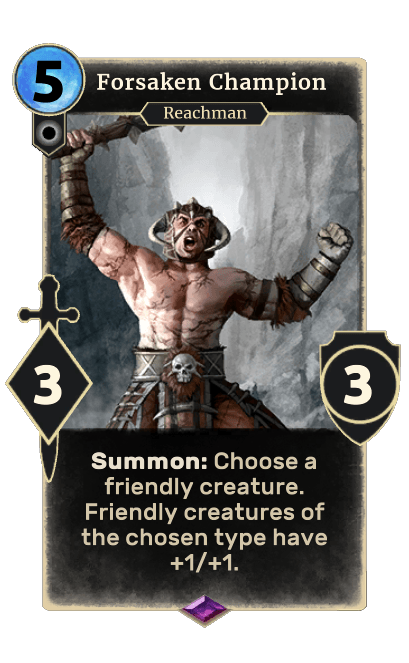 5
Forsaken Champion
Reachman
3
3
Summon: Choose a
friendly creature.
Friendly creatures of
the chosen type have
+1/+1.